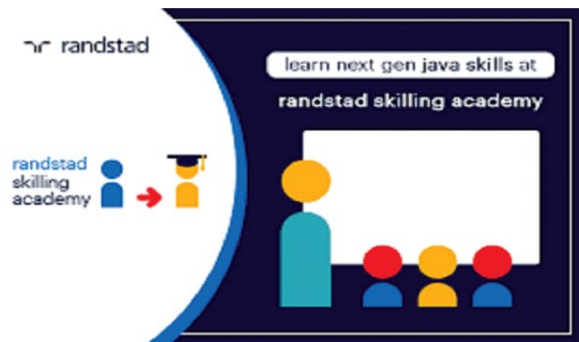 randstad
randstad
skilling
academy
learn next gen java skills at
randstad skilling academy